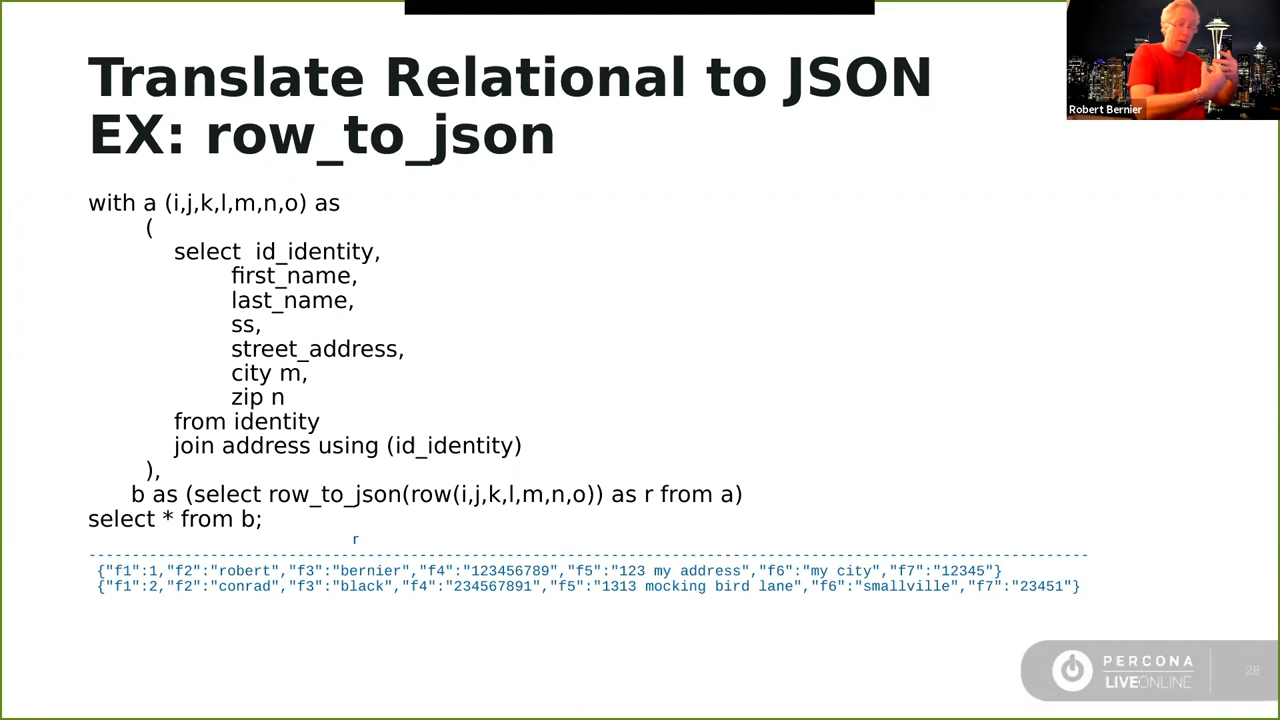 Translate Relational to JSON
EX: row_to_json
Robert Bernier
with a (i,j,k,l,m,n,o) as
(
select  id_identity,
first_name,
last_name,
ss,
street_address,
city m,
zip n
from identity
join address using (id_identity)
),
b as (select row_to_json(row(i,j,k,l,m,n,o)) as r from a)
select * from b;
r
-------------------------------------------------------------------------------------------------------------------
{"f1":1,"f2":"robert","f3":"bernier","f4":"123456789","f5":"123 my address","f6":"my city","f7":"12345"}
{"f1":2,"f2":"conrad","f3":"black","f4":"234567891","f5":"1313 mocking bird lane","f6":"smallville","f7":"23451"}
PERCONA
LIVEONLINE
28